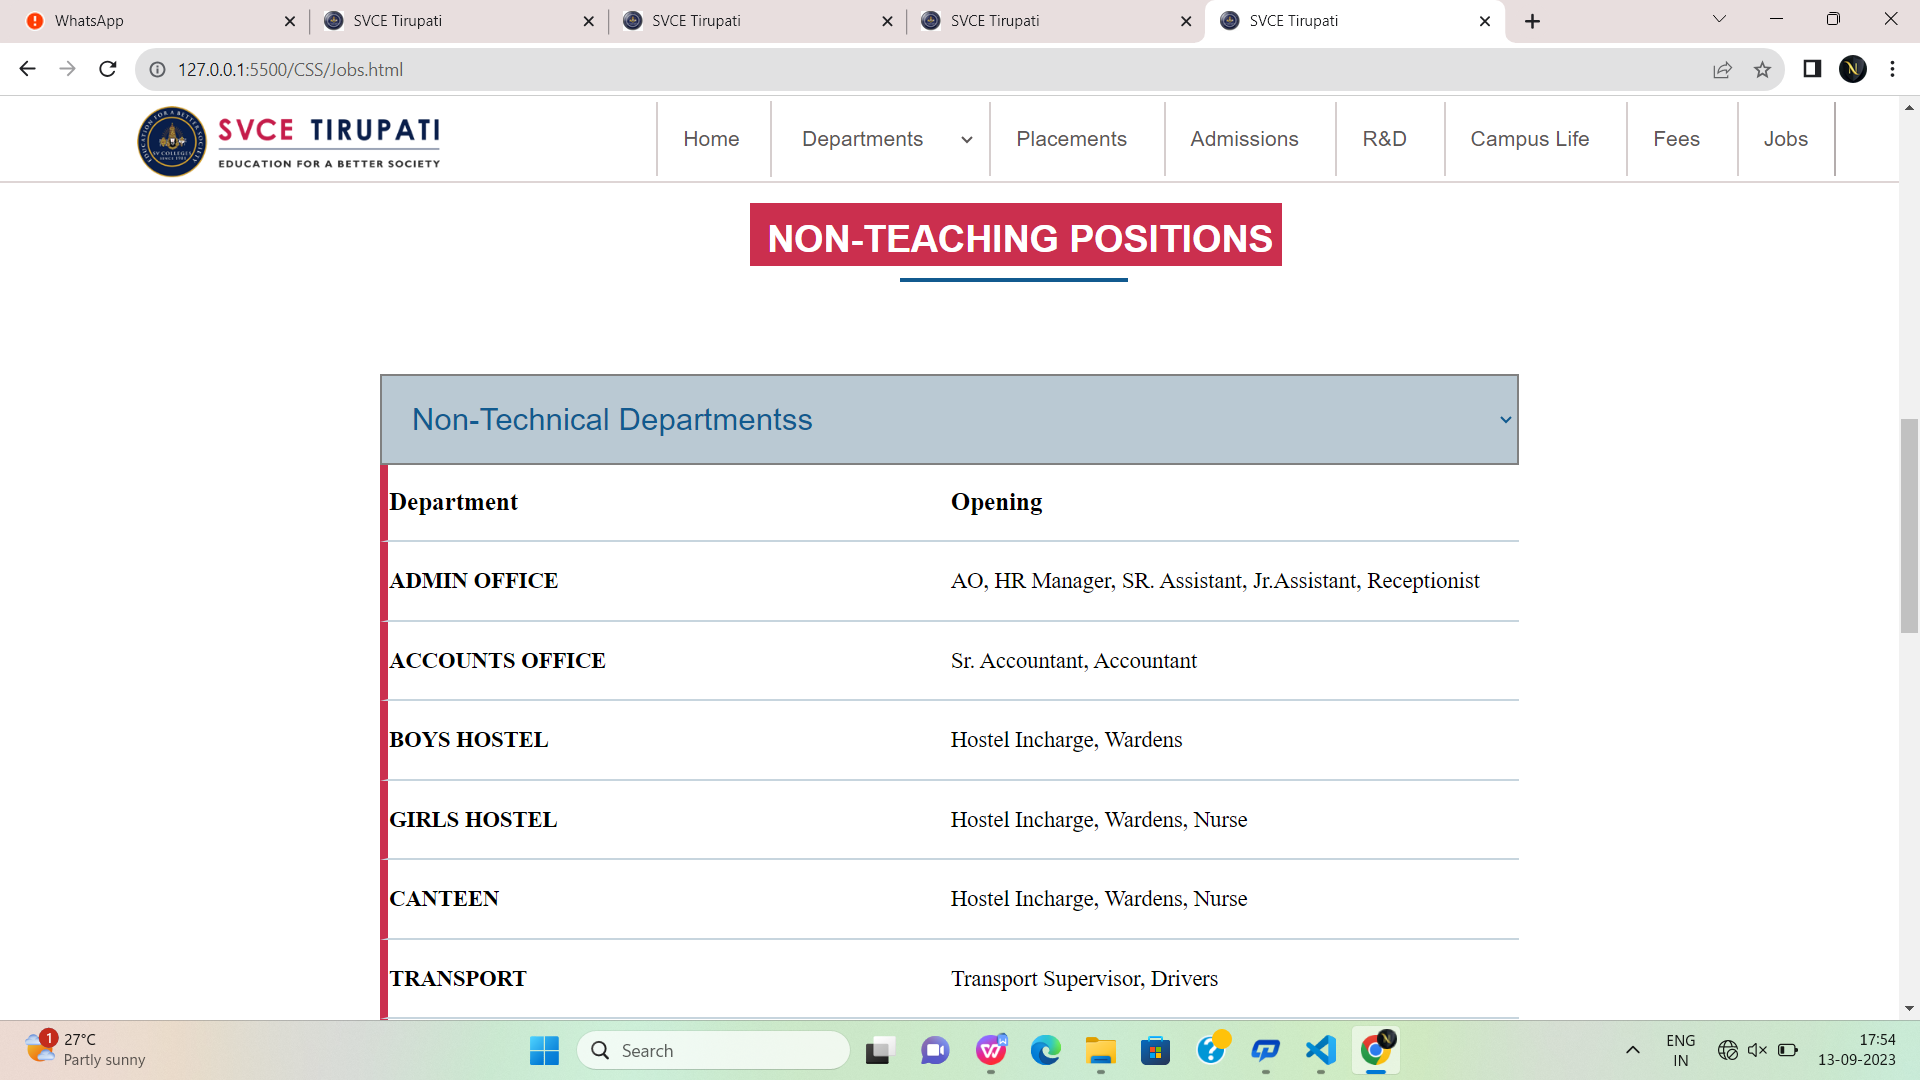 WhatsApp
SVCE Tirupati
SVCE Tirupati
SVCE Tirupati
SVCE Tirupati
127.0.0.1:5500/CSS/Jobs.html
SVCE TIRUPATI
EDUCATION FOR A BETTER SOCIETY
Home
Departments
Placements
Admissions
R&D
Campus Life
Fees
Jobs
NON-TEACHING POSITIONS
Non-Technical Departmentss
Department Opening
ADMIN OFFICE AO, HR Manager, SR. Assistant, Jr.Assistant, Receptionist
ACCOUNTS OFFICE Sr. Accountant, Accountant
BOYS HOSTEL Hostel Incharge, Wardens
GIRLS HOSTEL Hostel Incharge, Wardens, Nurse
CANTEEN Hostel Incharge, Wardens, Nurse
TRANSPORT Transport Supervisor, Drivers
1
27°C
Partly sunny
Search
ENG
IN
17:54
13-09-2023